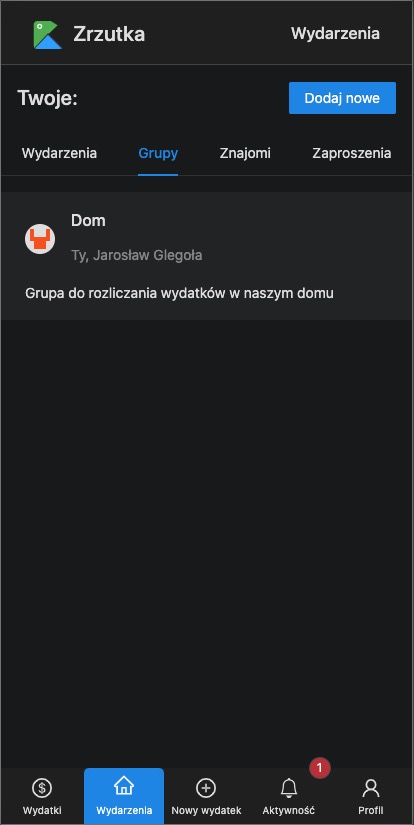 Zrzutka
Wydarzenia
Twoje:
Dodaj nowe
Wydarzenia
Grupy
Znajomi
Zaproszenia
Dom
Ty, Jarosław Glegoła
Grupa do rozliczania wydatków w naszym domu
1
Wydatki
Wydarzenia
Nowy wydatek
Aktywność
Profil